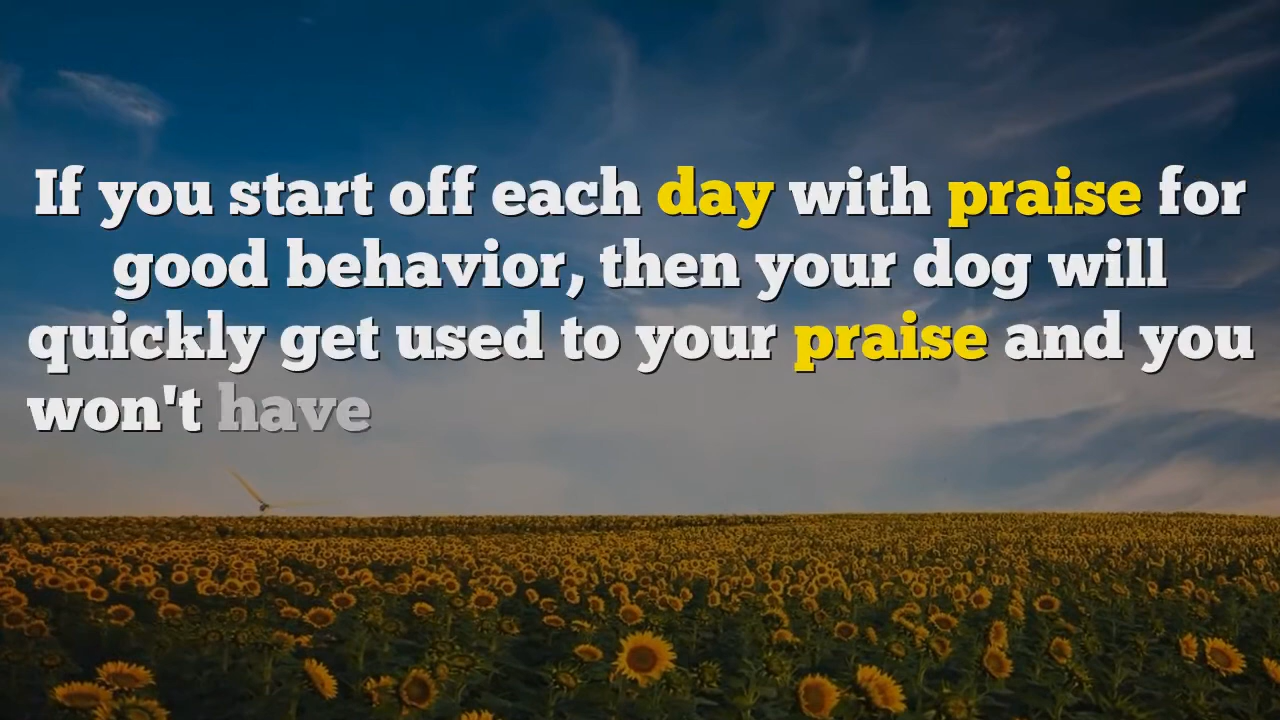 If you start off each day with praise for
good behavior, then your dog will
quickly get used to your praise and you
won't have